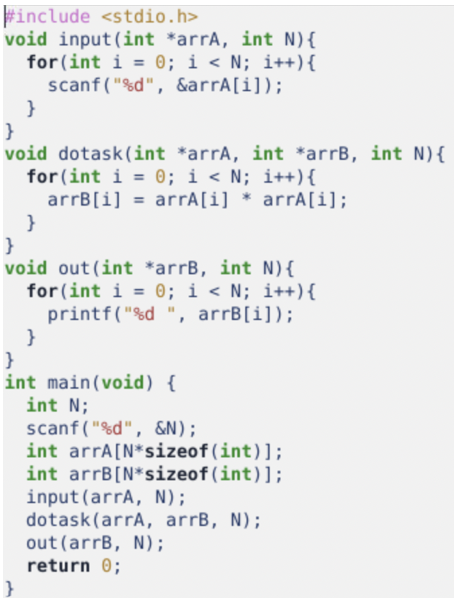 #include <stdio.h>
void input(int *arrA, int N){
  for(int i = 0; i < N; i++){
    scanf("%d", &arrA[i]);
  }
}
void dotask(int *arrA, int *arrB, int N){
  for(int i = 0; i < N; i++){
    arrB[i] = arrA[i] * arrA[i];
  }
}
void out(int *arrB, int N){
  for(int i = 0; i < N; i++){
    printf("%d ", arrB[i]);
  }
}
int main(void) {
  int N;
  scanf("%d", &N);
  int arrA[N*sizeof(int)];
  int arrB[N*sizeof(int)];
  input(arrA, N);
  dotask(arrA, arrB, N);
  out(arrB, N);
  return 0;
}